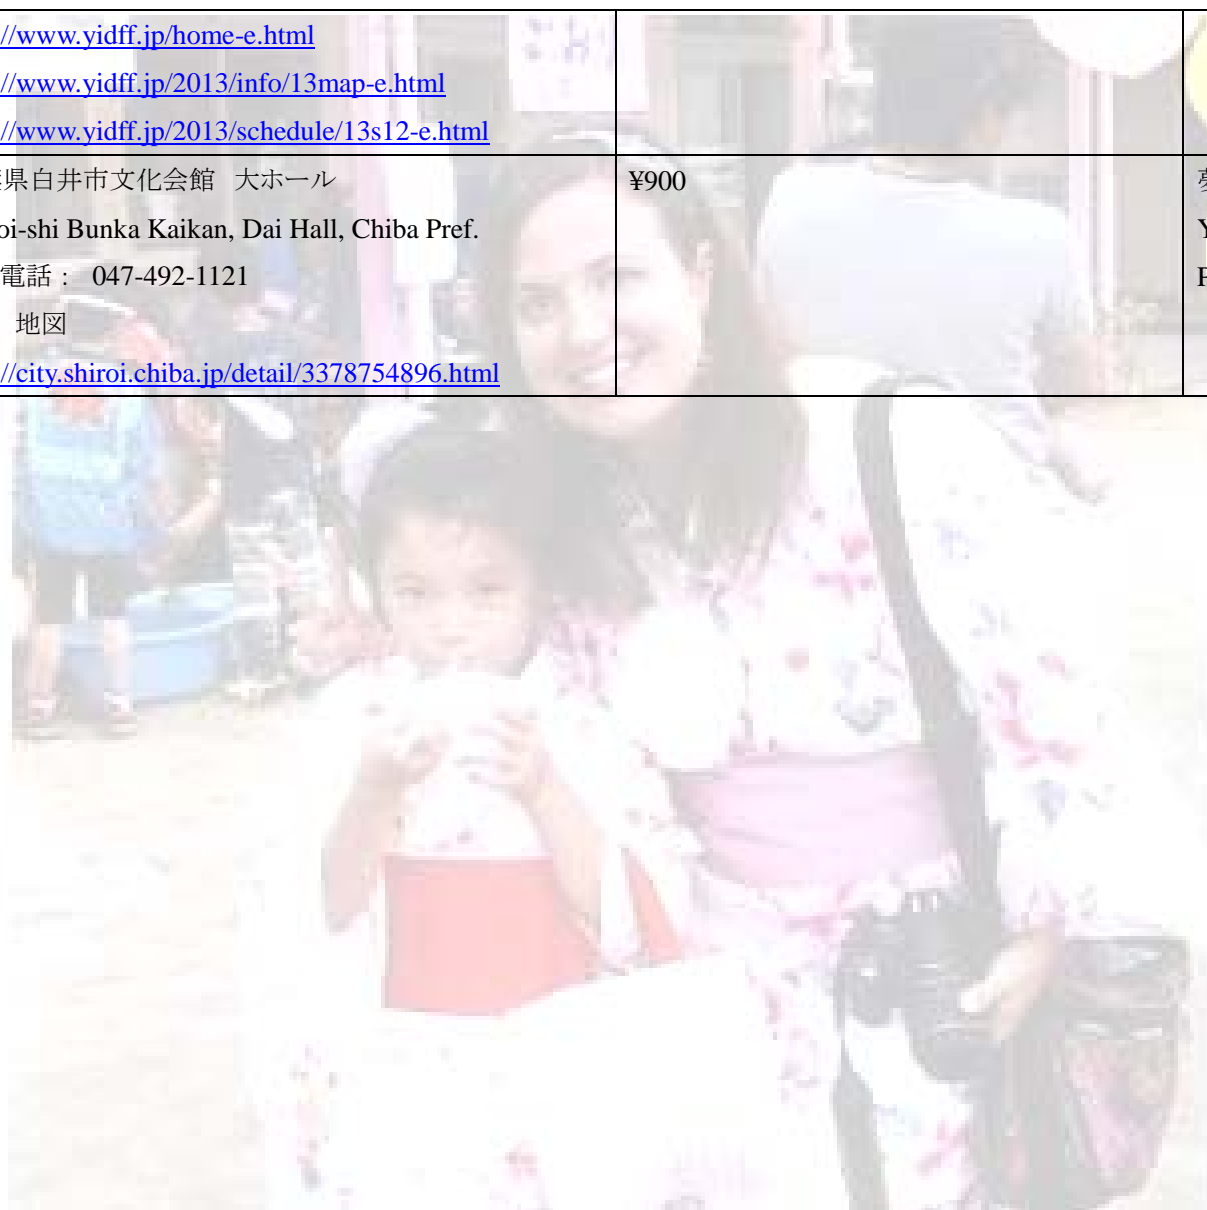 //www.yidff.jp/home-e.html
//www.yidff.jp/2013/info/13map-e.html
//www.yidff.jp/2013/schedule/13s12-e.html
県白井市文化会館 大ホール
oi-shi Bunka Kaikan, Dai Hall, Chiba Pref.
電話： 047-492-1121
地図
//city.shiroi.chiba.jp/detail/3378754896.html
¥900